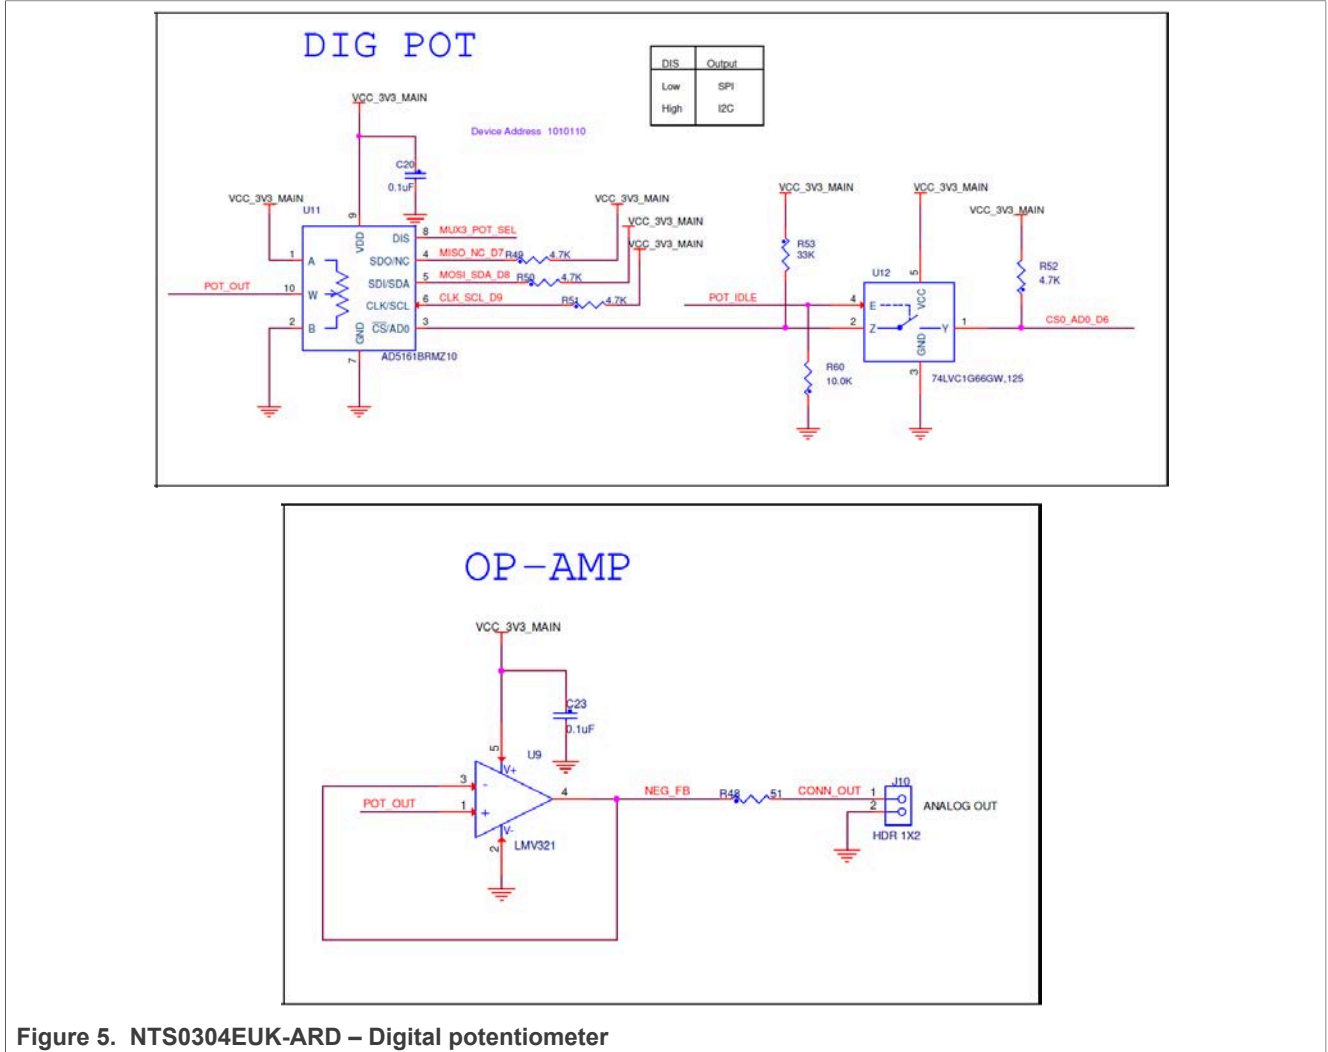 DIG POT
DIS Output
Low SPI
High I2C
VCC_3V3_MAIN
Device Address 1010110
C20
0.1uF
VCC_3V3_MAIN
U11
9
VDD
1 A
POT_OUT 10 W
2 B
GND
7
DIS 8 MUX3_POT_SEL
SDO/NC 4 MISO_NC_D7 R49 4.7K
SDI/SDA 5 MOSI_SDA_D8 R50 4.7K
CLK/SCL 6 CLK_SCL_D9 R51 4.7K
CS/AD0 3
AD5161BRMZ10
VCC_3V3_MAIN
VCC_3V3_MAIN
VCC_3V3_MAIN
VCC_3V3_MAIN
R53
33K
VCC_3V3_MAIN
VCC_3V3_MAIN
R52
4.7K
U12
5
VCC
POT_IDLE 4 E
2 Z Y 1 CS0_AD0_D6
GND
3
R60
10.0K
74LVC1G66GW,125
OP-AMP
VCC_3V3_MAIN
C23
0.1uF
5
U9
V+
3 -
POT_OUT 1 +
4 NEG_FB R48 51 CONN_OUT 1
2
V-
2
LMV321
J10
ANALOG OUT
HDR 1X2
Figure 5. NTS0304EUK-ARD – Digital potentiometer